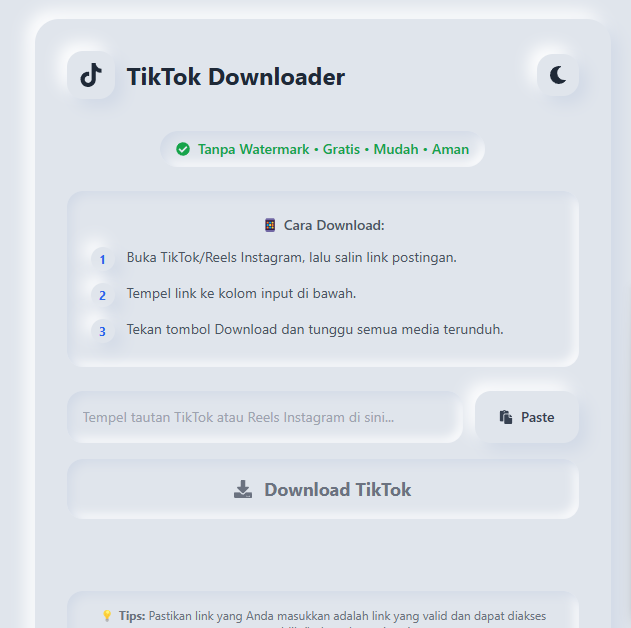 TikTok Downloader
Tanpa Watermark • Gratis • Mudah • Aman
Cara Download:
1 Buka TikTok/Reels Instagram, lalu salin link postingan.
2 Tempel link ke kolom input di bawah.
3 Tekan tombol Download dan tunggu semua media terunduh.
Tempel tautan TikTok atau Reels Instagram di sini...
Paste
Download TikTok
Tips: Pastikan link yang Anda masukkan adalah link yang valid dan dapat diakses